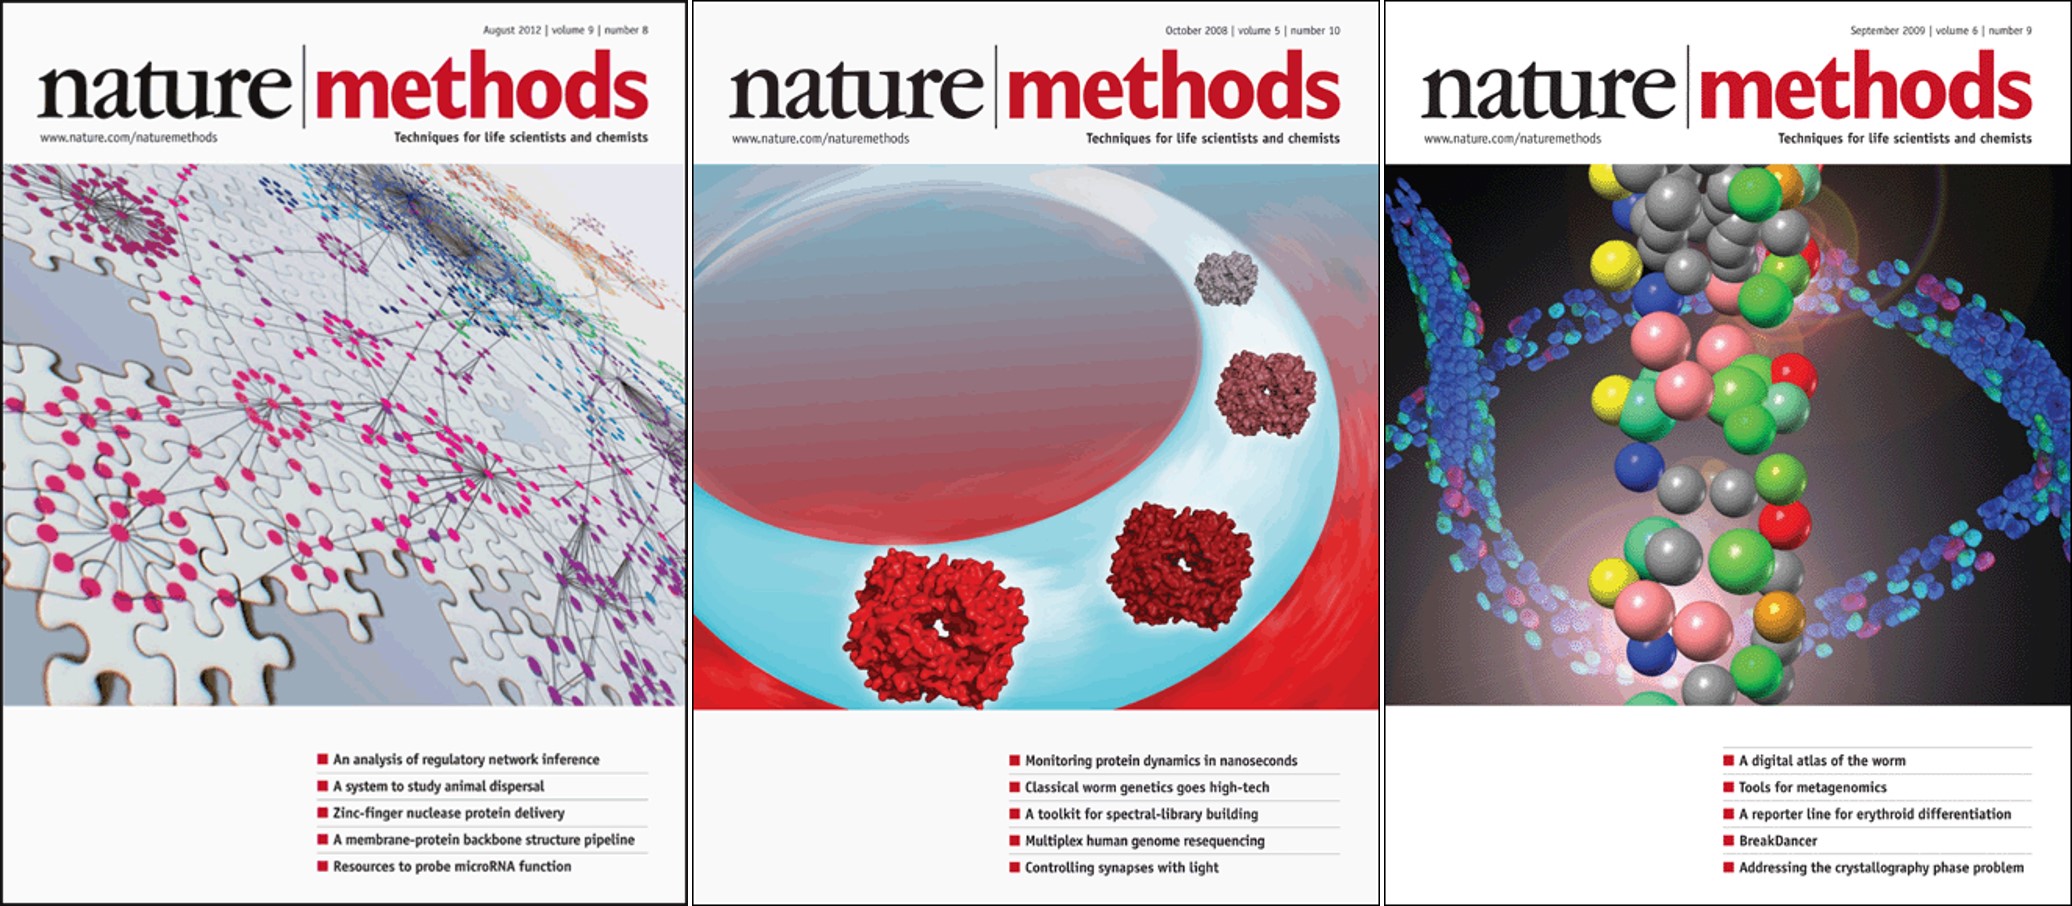 August 2012 | volume 9 | number 8
nature methods
www.nature.com/naturemethods
Techniques for life scientists and chemists
An analysis of regulatory network inference
A system to study animal dispersal
Zinc-finger nuclease protein delivery
A membrane-protein backbone structure pipeline
Resources to probe microRNA function
October 2008 | volume 5 | number 10
nature methods
www.nature.com/naturemethods
Techniques for life scientists and chemists
Monitoring protein dynamics in nanoseconds
Classical worm genetics goes high-tech
A toolkit for spectral-library building
Multiplex human genome resequencing
Controlling synapses with light
September 2009 | volume 6 | number 9
nature methods
www.nature.com/naturemethods
Techniques for life scientists and chemists
A digital atlas of the worm
Tools for metagenomics
A reporter line for erythroid differentiation
BreakDancer
Addressing the crystallography phase problem